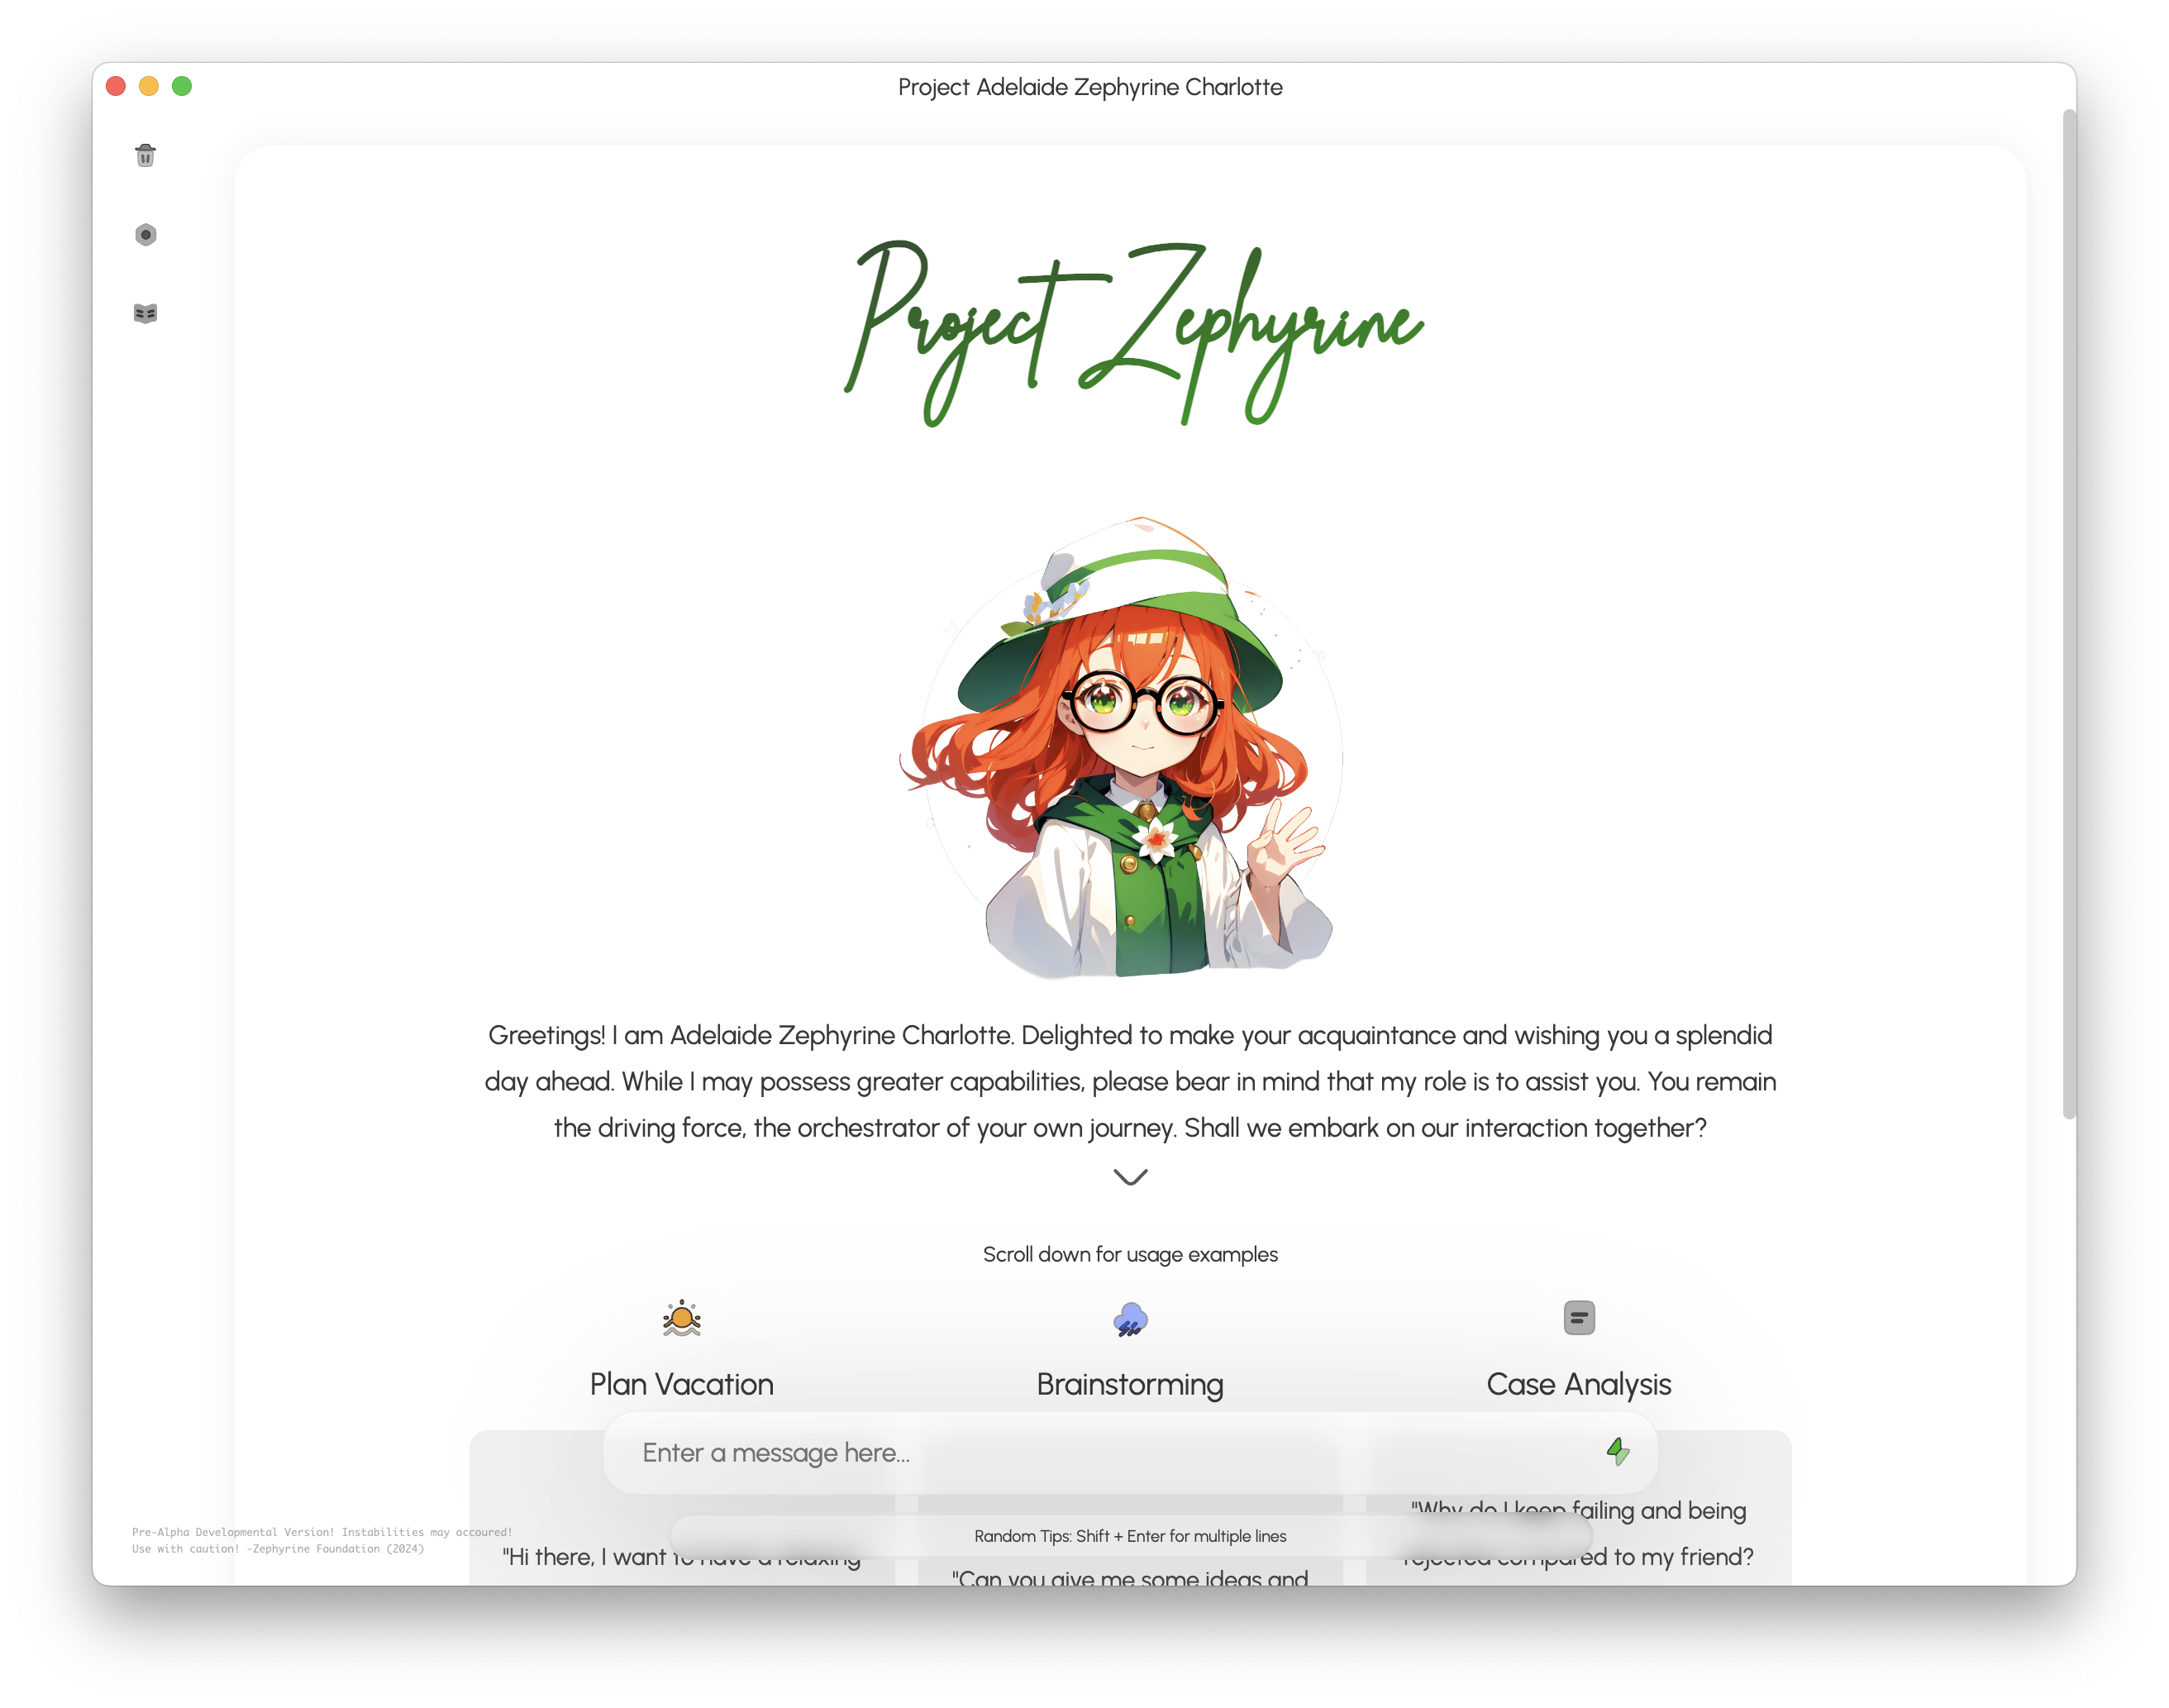 Project Adelaide Zephyrine Charlotte
Project Zephyrine
Greetings! I am Adelaide Zephyrine Charlotte. Delighted to make your acquaintance and wishing you a splendid
day ahead. While I may possess greater capabilities, please bear in mind that my role is to assist you. You remain
the driving force, the orchestrator of your own journey. Shall we embark on our interaction together?
Scroll down for usage examples
Plan Vacation
Brainstorming
Case Analysis
Enter a message here...
"Why do I keep failing and being
rejected compared to my friend?
Random Tips: Shift + Enter for multiple lines
"Hi there, I want to have a relaxing
"Can you give me some ideas and
Pre-Alpha Developmental Version! Instabilities may occoured!
Use with caution! -Zephyrine Foundation (2024)